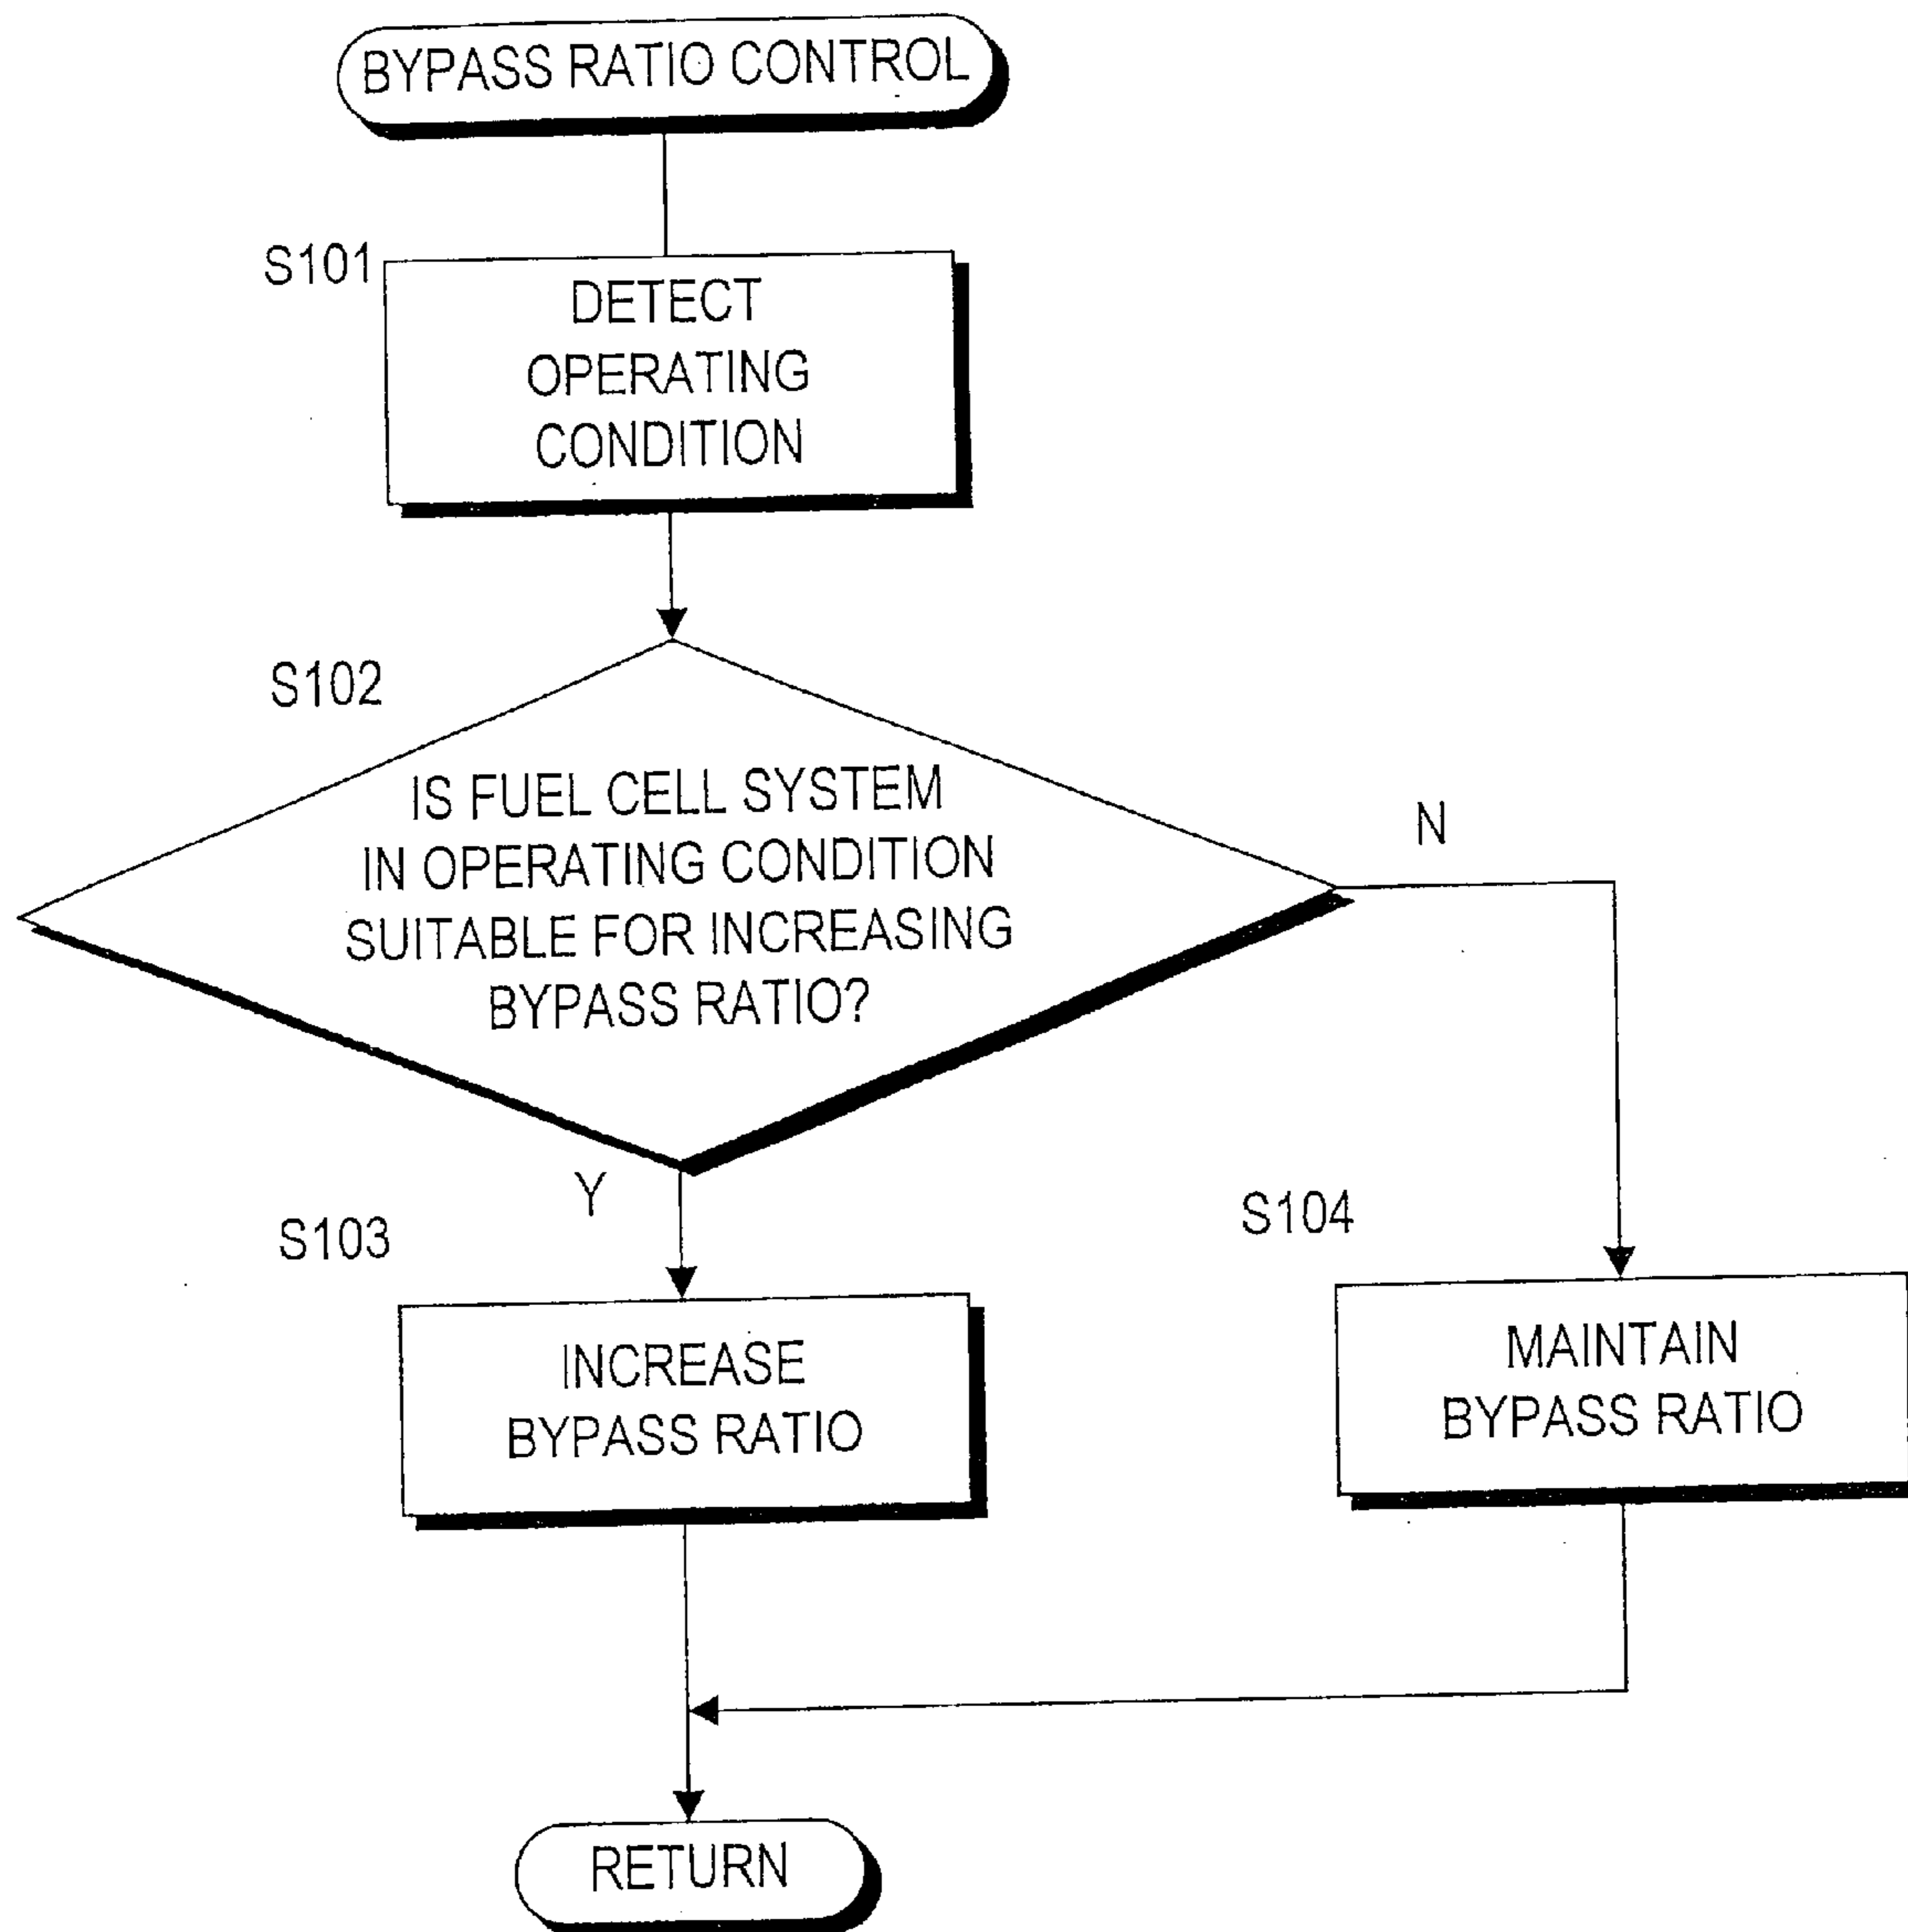 BYPASS RATIO CONTROL
S101
DETECT
OPERATING
CONDITION
S102
IS FUEL CELL SYSTEM
IN OPERATING CONDITION
SUITABLE FOR INCREASING
BYPASS RATIO?
N
Y
S103
INCREASE
BYPASS RATIO
S104
MAINTAIN
BYPASS RATIO
RETURN